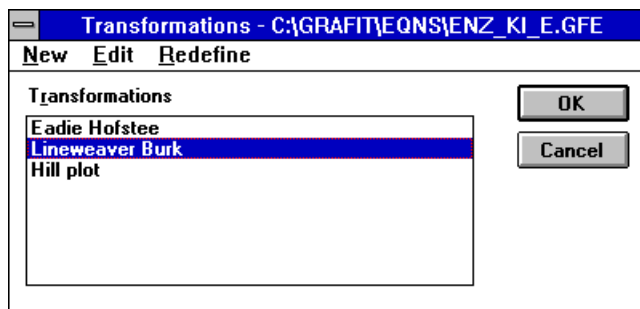 Transformations - C:\GRAFIT\EQNS\ENZ_KI_E.GFE
New Edit Redefine
Transformations
OK
Eadie Hofstee
Lineweaver Burk
Cancel
Hill plot